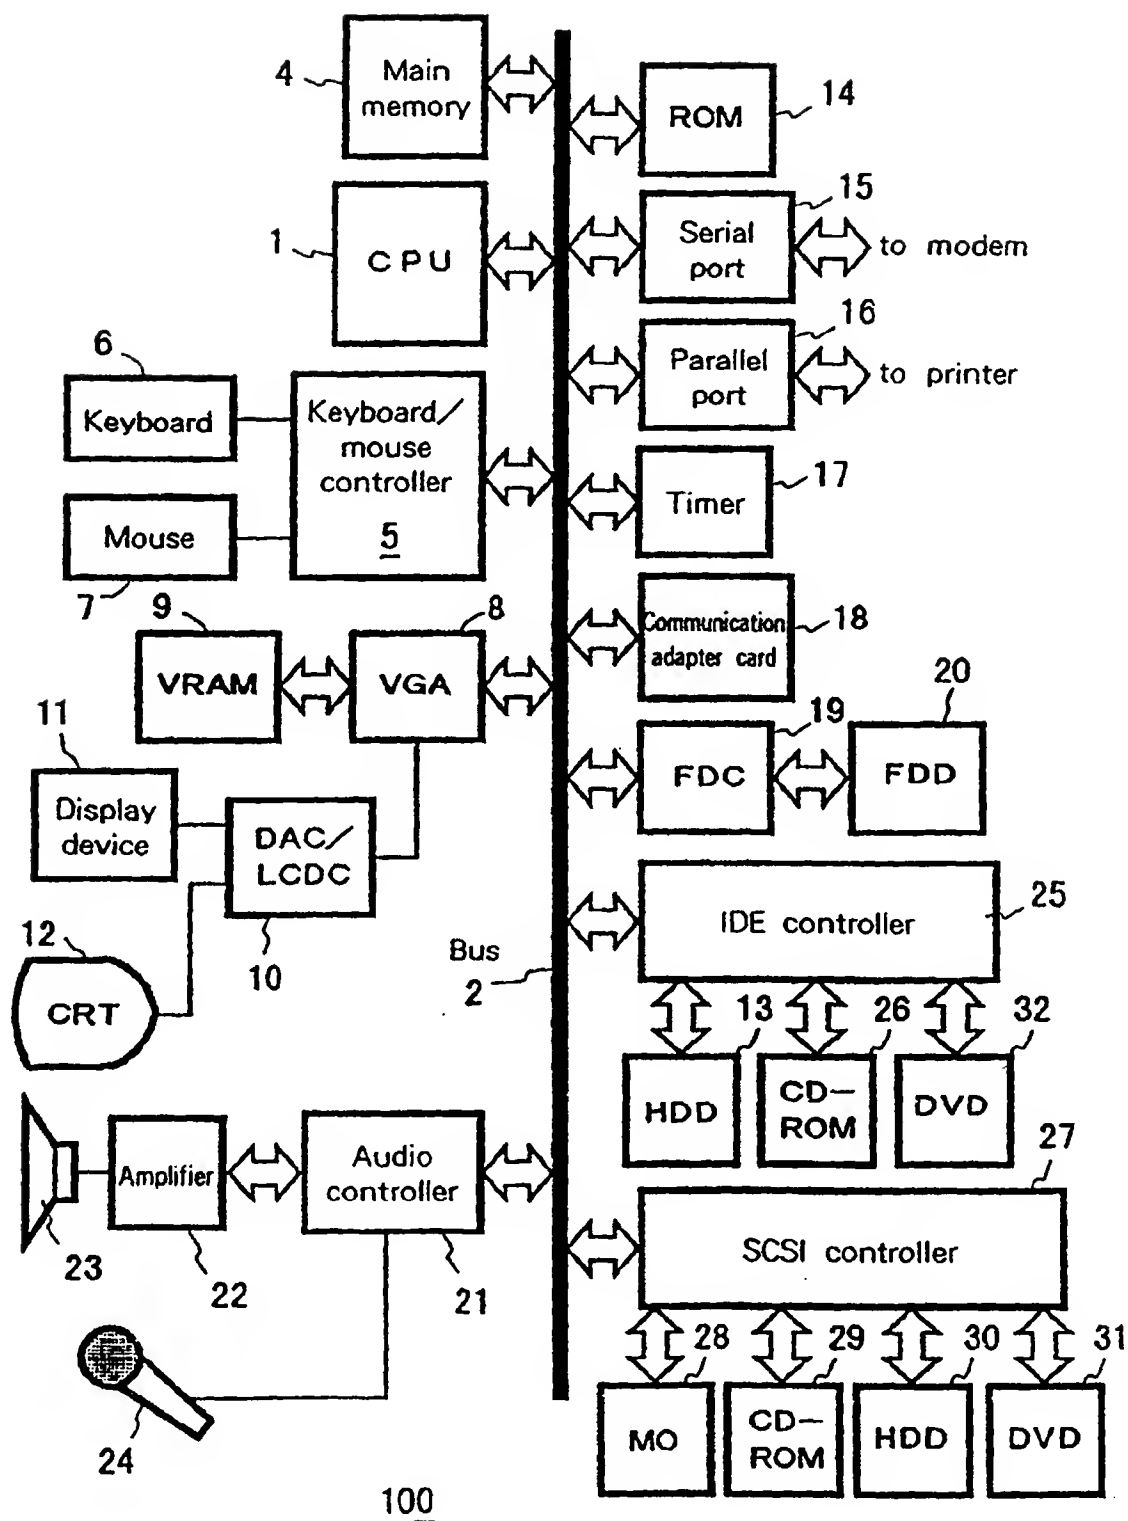 4
Main
memory
14
ROM
1
CPU
15
Serial
port
to modem
16
Parallel
port
to printer
6
Keyboard
Keyboard/
mouse
controller
5
7
Mouse
17
Timer
18
Communication
adapter card
9
VRAM
8
VGA
11
Display
device
DAC/
LCDC
10
12
CRT
19
FDC
20
FDD
Bus
2
25
IDE controller
13
HDD
26
CD-
ROM
32
DVD
23
Amplifier
22
Audio
controller
21
24
27
SCSI controller
28
MO
29
CD-
ROM
30
HDD
31
DVD
100